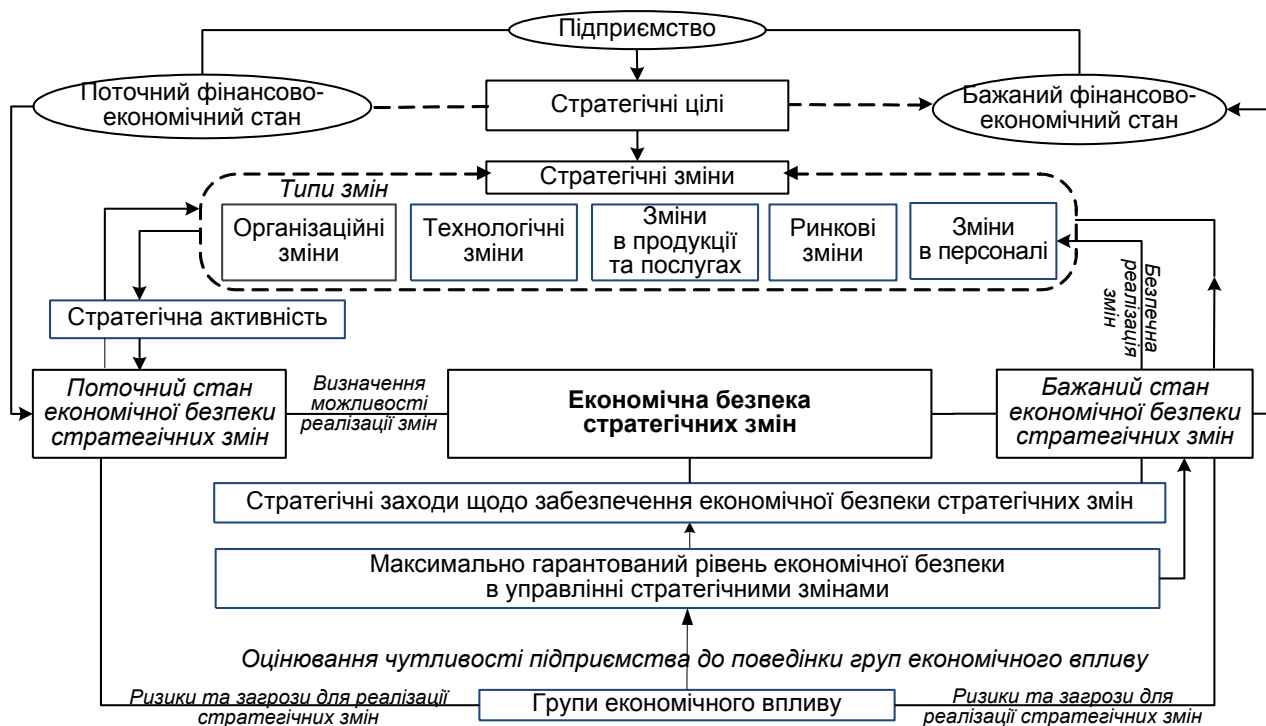 Підприємство
Поточний фінансово-
економічний стан
Стратегічні цілі
Бажаний фінансово-
економічний стан
Стратегічні зміни
Типи змін
Організаційні
зміни
Технологічні
зміни
Зміни
в продукції
та послугах
Ринкові
зміни
Зміни
в персоналі
Безпечна
реалізація
змін
Стратегічна активність
Поточний стан
економічної безпеки
стратегічних змін
Визначення
можливості
реалізації змін
Економічна безпека
стратегічних змін
Бажаний стан
економічної безпеки
стратегічних змін
Стратегічні заходи щодо забезпечення економічної безпеки стратегічних змін
Максимально гарантований рівень економічної безпеки
в управлінні стратегічними змінами
Оцінювання чутливості підприємства до поведінки груп економічного впливу
Ризики та загрози для реалізації
стратегічних змін
Групи економічного впливу
Ризики та загрози для
реалізації стратегічних змін